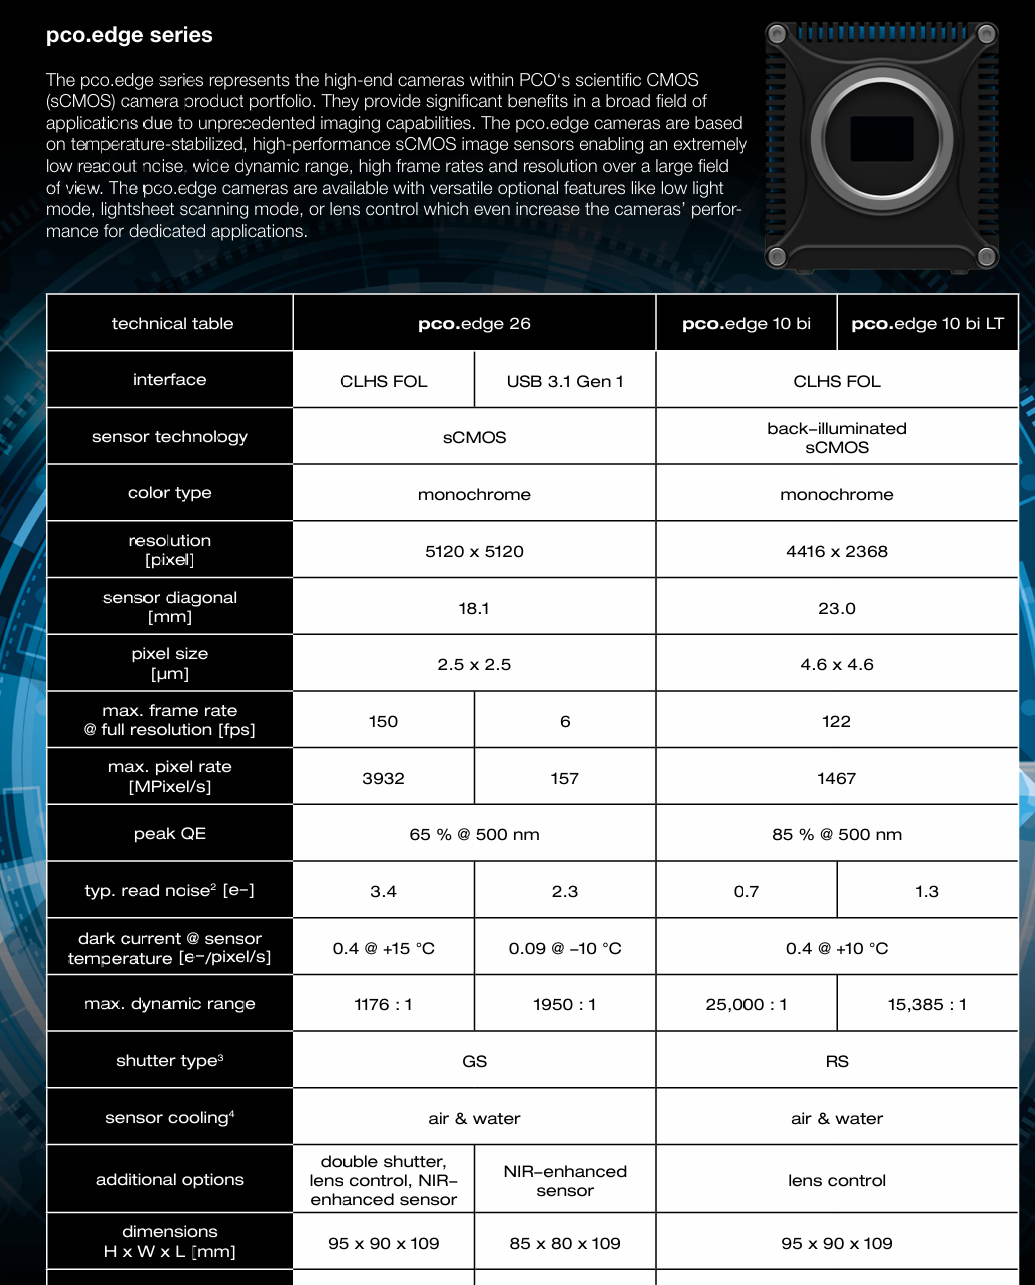 pco.edge series
The pco.edge series represents the high-end cameras within PCO‘s scientific CMOS
(sCMOS) camera product portfolio. They provide significant benefits in a broad field of
applications due to unprecedented imaging capabilities. The pco.edge cameras are based
on temperature-stabilized, high-performance sCMOS image sensors enabling an extremely
low readout noise, wide dynamic range, high frame rates and resolution over a large field
of view. The pco.edge cameras are available with versatile optional features like low light
mode, lightsheet scanning mode, or lens control which even increase the cameras’ perfor-
mance for dedicated applications.
technical table pco.edge 26 pco.edge 10 bi pco.edge 10 bi LT
interface CLHS FOL USB 3.1 Gen 1 CLHS FOL
sensor technology sCMOS back-illuminated
sCMOS
color type monochrome monochrome
resolution
[pixel] 5120 x 5120 4416 x 2368
sensor diagonal
[mm] 18.1 23.0
pixel size
[µm] 2.5 x 2.5 4.6 x 4.6
max. frame rate
@ full resolution [fps] 150 6 122
max. pixel rate
[MPixel/s] 3932 157 1467
peak QE 65 % @ 500 nm 85 % @ 500 nm
typ. read noise² [e-] 3.4 2.3 0.7 1.3
dark current @ sensor
temperature [e-/pixel/s] 0.4 @ +15 °C 0.09 @ -10 °C 0.4 @ +10 °C
max. dynamic range 1176 : 1 1950 : 1 25,000 : 1 15,385 : 1
shutter type³ GS RS
sensor cooling⁴ air & water air & water
additional options double shutter,
lens control, NIR-
enhanced sensor NIR-enhanced
sensor lens control
dimensions
H x W x L [mm] 95 x 90 x 109 85 x 80 x 109 95 x 90 x 109